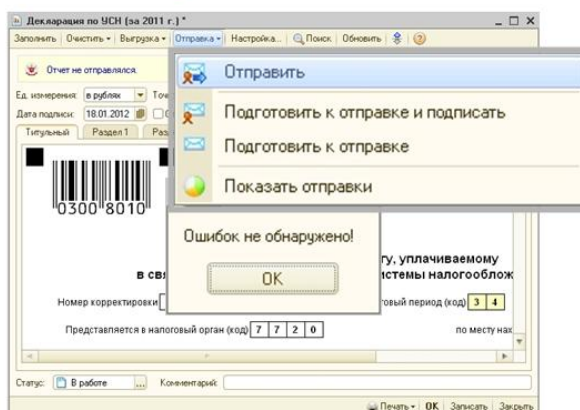 Декларация по УСН (за 2011 г.) *
Заполнить Очистить Выгрузка Отправка Настройка... Поиск Обновить
Отчет не отправлялся.
Отправить
Подготовить к отправке и подписать
Подготовить к отправке
Показать отправки
Ед. измерения: в рублях
Дата подписи: 18.01.2012
Титульный Раздел 1
0300 8010
Ошибок не обнаружено!
OK
гу, уплачиваемому
в свя истемы налогооблож
Номер корректировки овый период (код) 3 4
Представляется в налоговый орган (код) 7 7 2 0 по месту нах
Статус: В работе ... Комментарий:
Печать OK Записать Закрыть